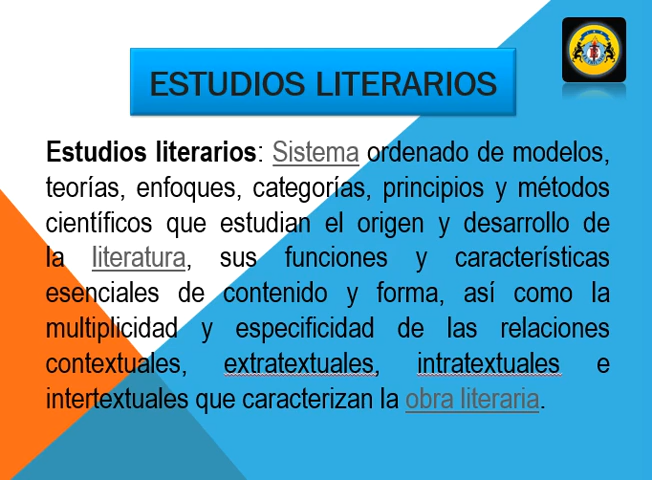 ESTUDIOS LITERARIOS
Estudios literarios: Sistema ordenado de modelos,
teorías, enfoques, categorías, principios y métodos
científicos que estudian el origen y desarrollo de
la literatura, sus funciones y características
esenciales de contenido y forma, así como la
multiplicidad y especificidad de las relaciones
contextuales, extratextuales, intratextuales e
intertextuales que caracterizan la obra literaria.